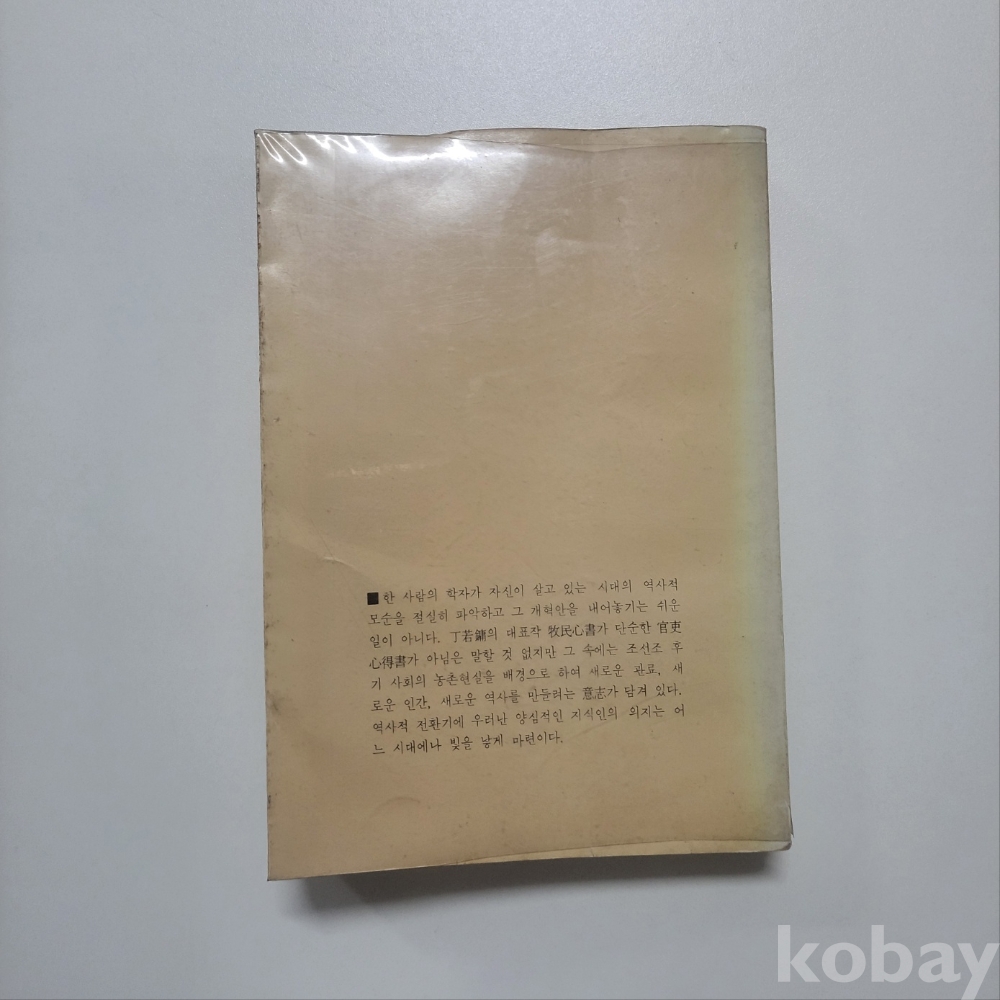 ■한 사람의 학자가 자신이 살고 있는 시대의 역사적
모순을 절실히 파악하고 그 개혁안을 내어놓기는 쉬운
일이 아니다. 丁若鏞의 대표작 牧民心書가 단순한 官吏
心得書가 아님은 말할 것 없지만 그 속에는 조선조 후
기 사회의 농촌현실을 배경으로 하여 새로운 관료, 새
로운 인간, 새로운 역사를 만들려는 意志가 담겨 있다.
역사적 전환기에 우러난 양심적인 지식인의 의지는 어
느 시대에나 빛을 낳게 마련이다.
kobay